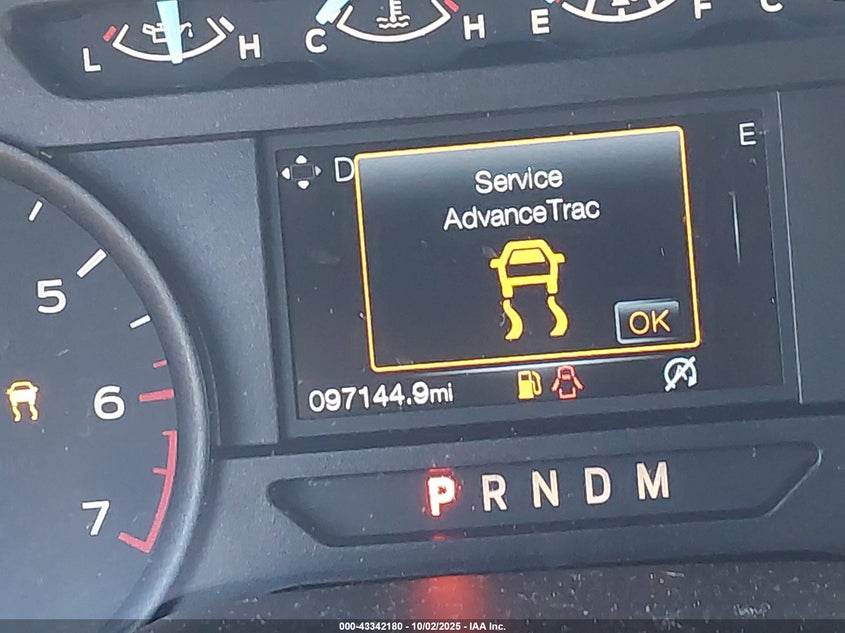 L H C H E F C
D E
Service
AdvanceTrac
OK
5
6
7
097144.9mi
P R N D M
000-43342180 - 10/02/2025 - IAA Inc.